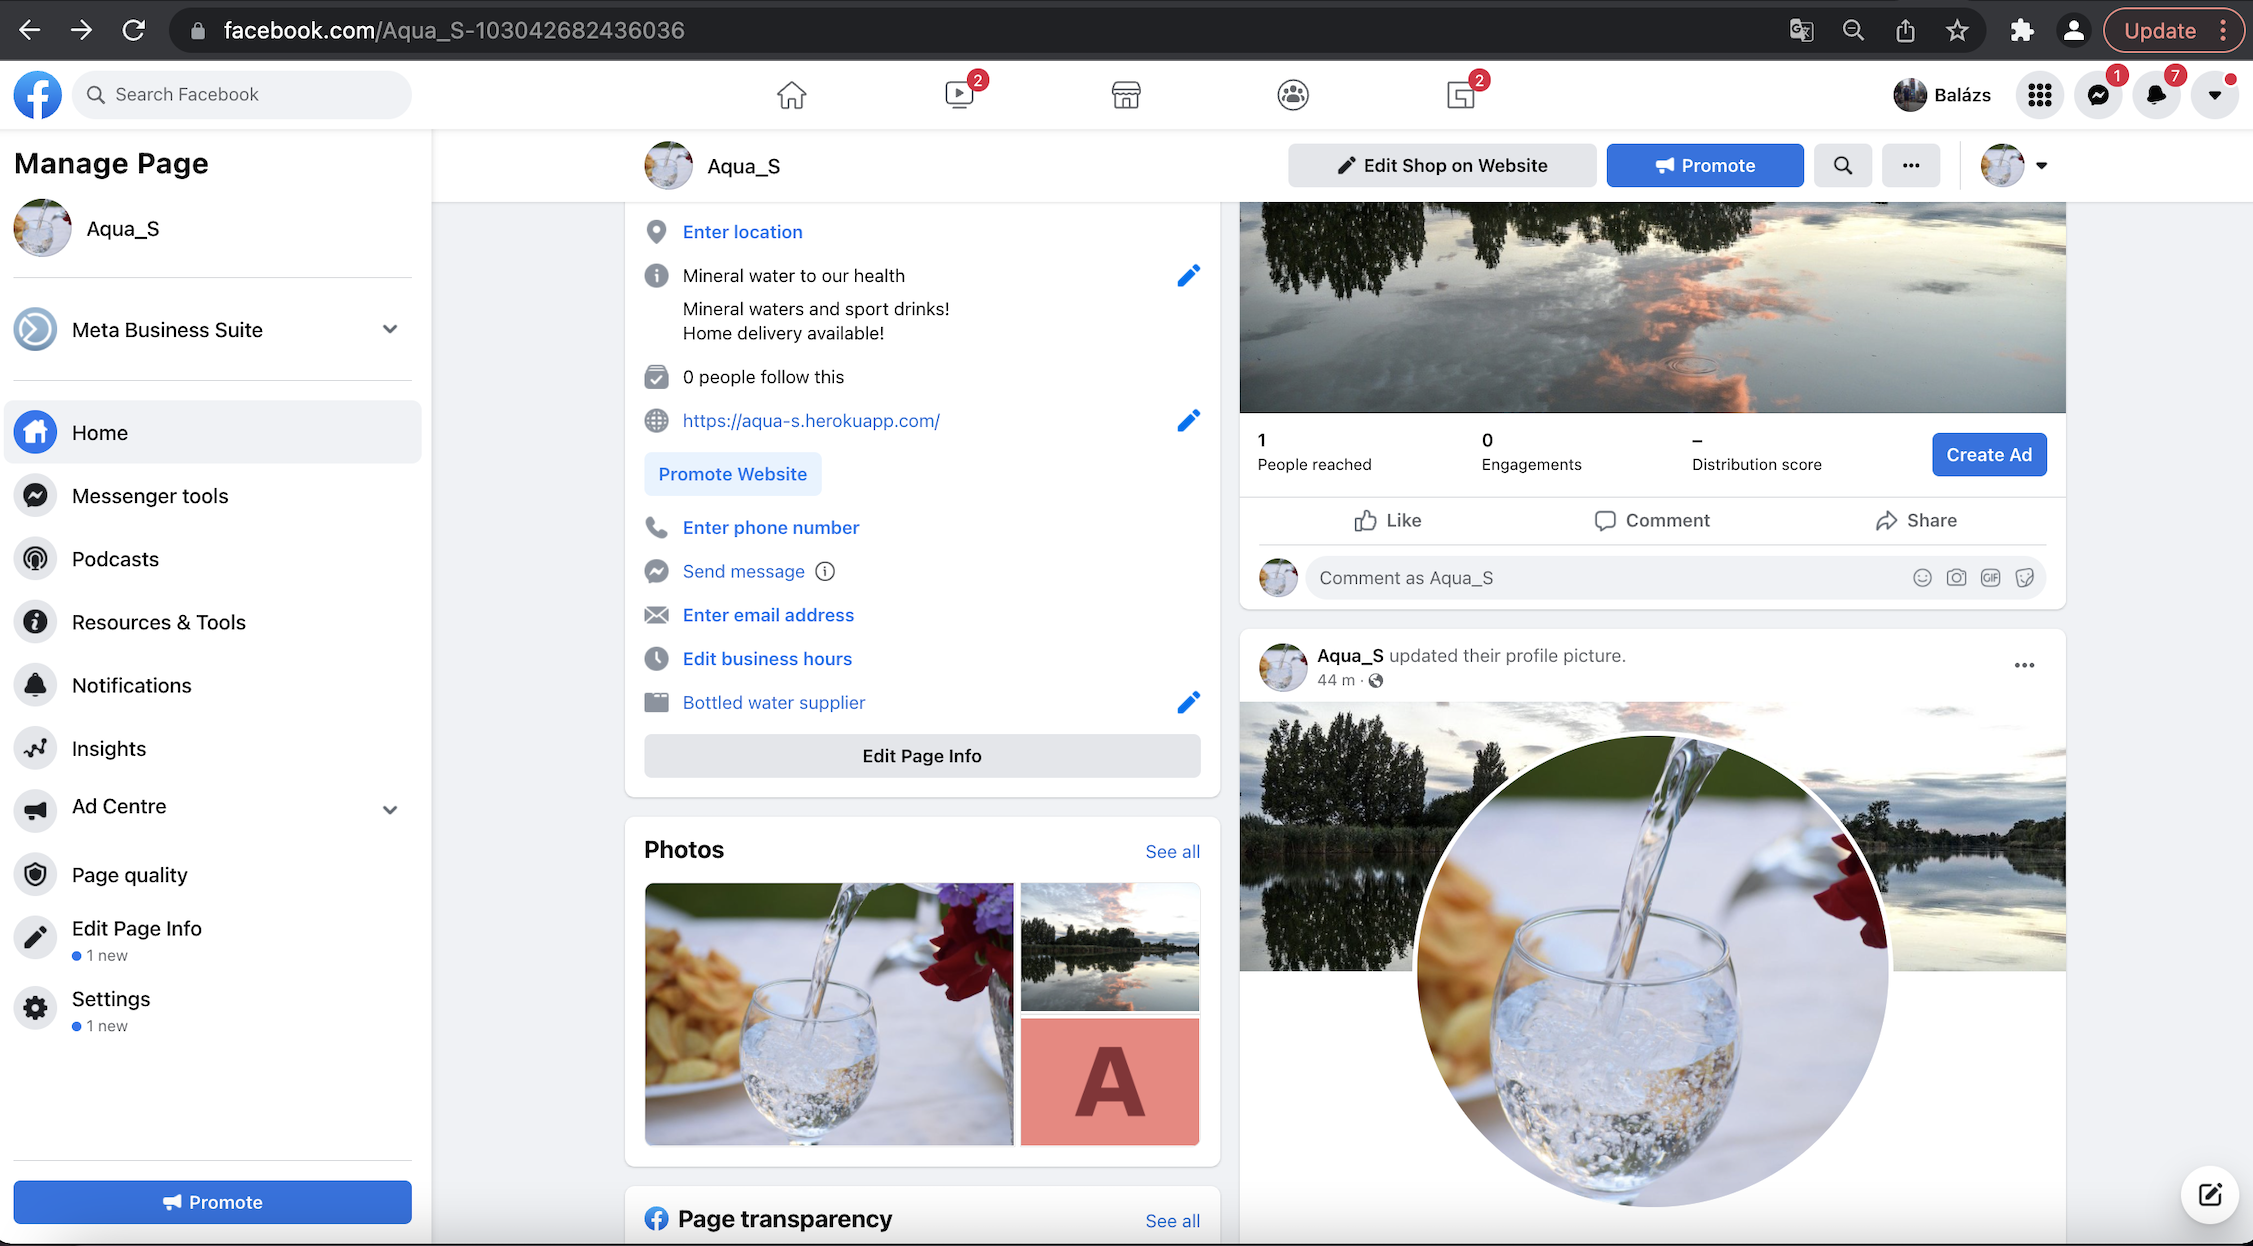 facebook.com/Aqua_S-103042682436036
Update
Search Facebook
2
2
Balázs
1
7
Manage Page
Aqua_S
Meta Business Suite
Home
Messenger tools
Podcasts
Resources & Tools
Notifications
Insights
Ad Centre
Page quality
Edit Page Info
1 new
Settings
1 new
Promote
Aqua_S
Edit Shop on Website
Promote
Enter location
Mineral water to our health
Mineral waters and sport drinks!
Home delivery available!
0 people follow this
https://aqua-s.herokuapp.com/
Promote Website
Enter phone number
Send message
Enter email address
Edit business hours
Bottled water supplier
Edit Page Info
Photos
See all
A
Page transparency
See all
1
People reached
0
Engagements
–
Distribution score
Create Ad
Like
Comment
Share
Comment as Aqua_S
GIF
Aqua_S updated their profile picture.
44 m ·